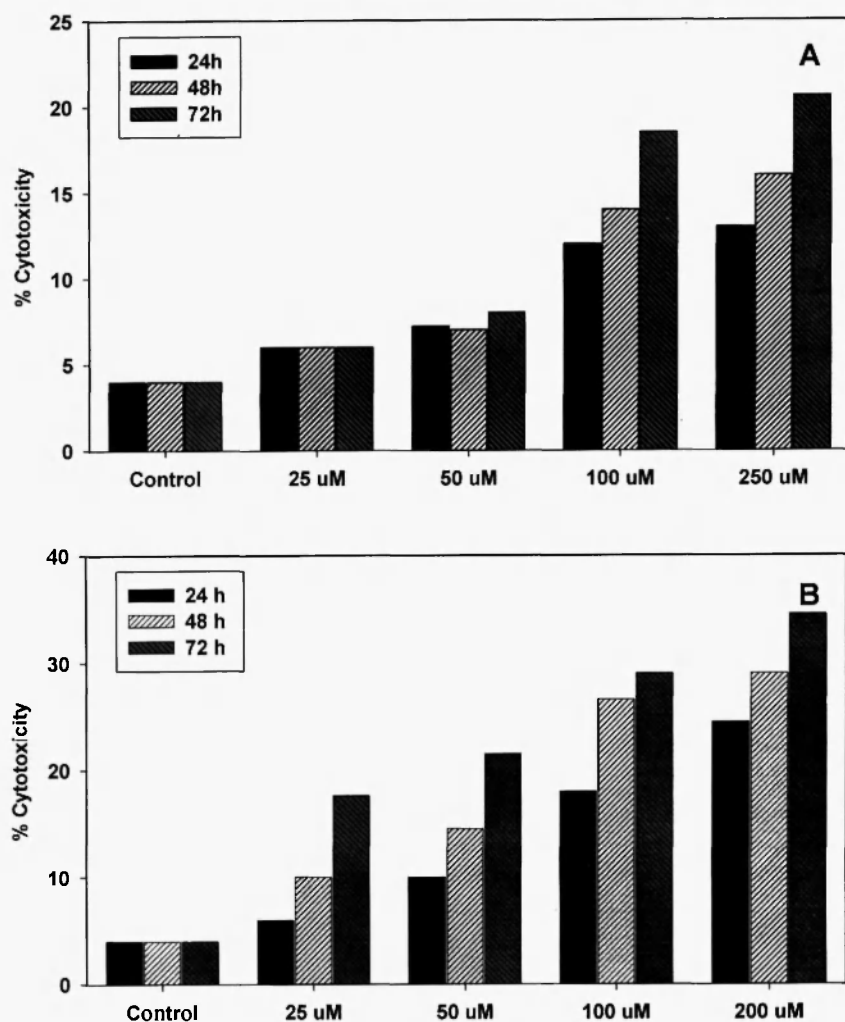 25
20
15
10
5
0
% Cytotoxicity
24h
48h
72h
A
Control 25 uM 50 uM 100 uM 250 uM
40
30
20
10
0
% Cytotoxicity
24 h
48 h
72 h
B
Control 25 uM 50 uM 100 uM 200 uM